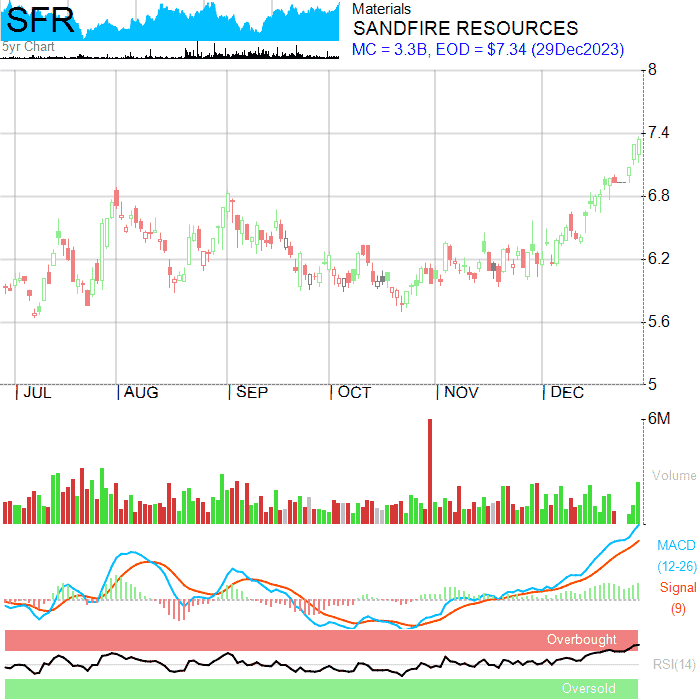 SFR
5yr Chart
Materials
SANDFIRE RESOURCES
MC = 3.3B, EOD = $7.34 (29Dec2023)
8
7.4
6.8
6.2
5.6
5
JUL AUG SEP OCT NOV DEC
6M
Volume
MACD
(12-26)
Signal
(9)
Overbought
RSI(14)
Oversold